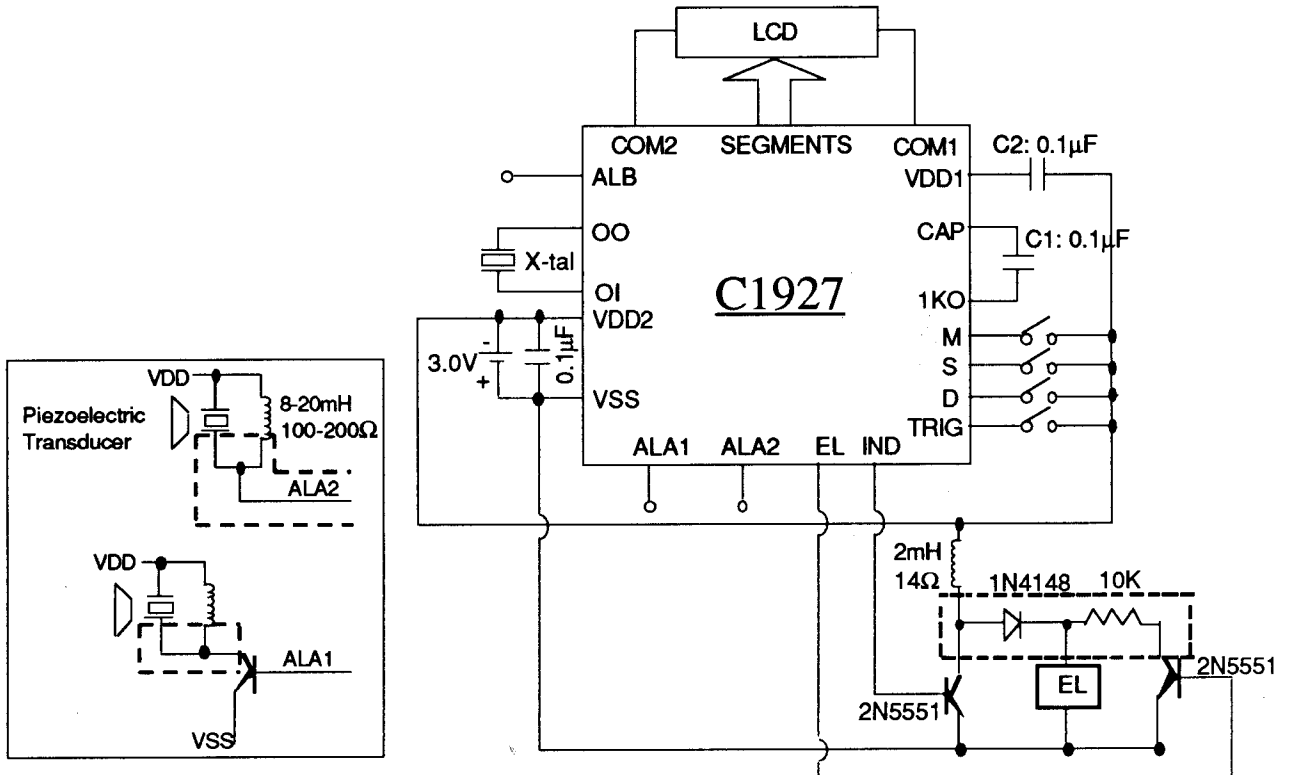 LCD
COM2 SEGMENTS COM1
C2: 0.1µF
ALB
VDD1
OO
CAP
X-tal
C1: 0.1µF
C1927
OI
1KO
VDD2
M
3.0V
-
+
0.1µF
S
VSS
D
TRIG
ALA1 ALA2 EL IND
VDD
8-20mH
100-200Ω
Piezoelectric
Transducer
ALA2
VDD
ALA1
VSS
2mH
14Ω
1N4148
10K
EL
2N5551
2N5551